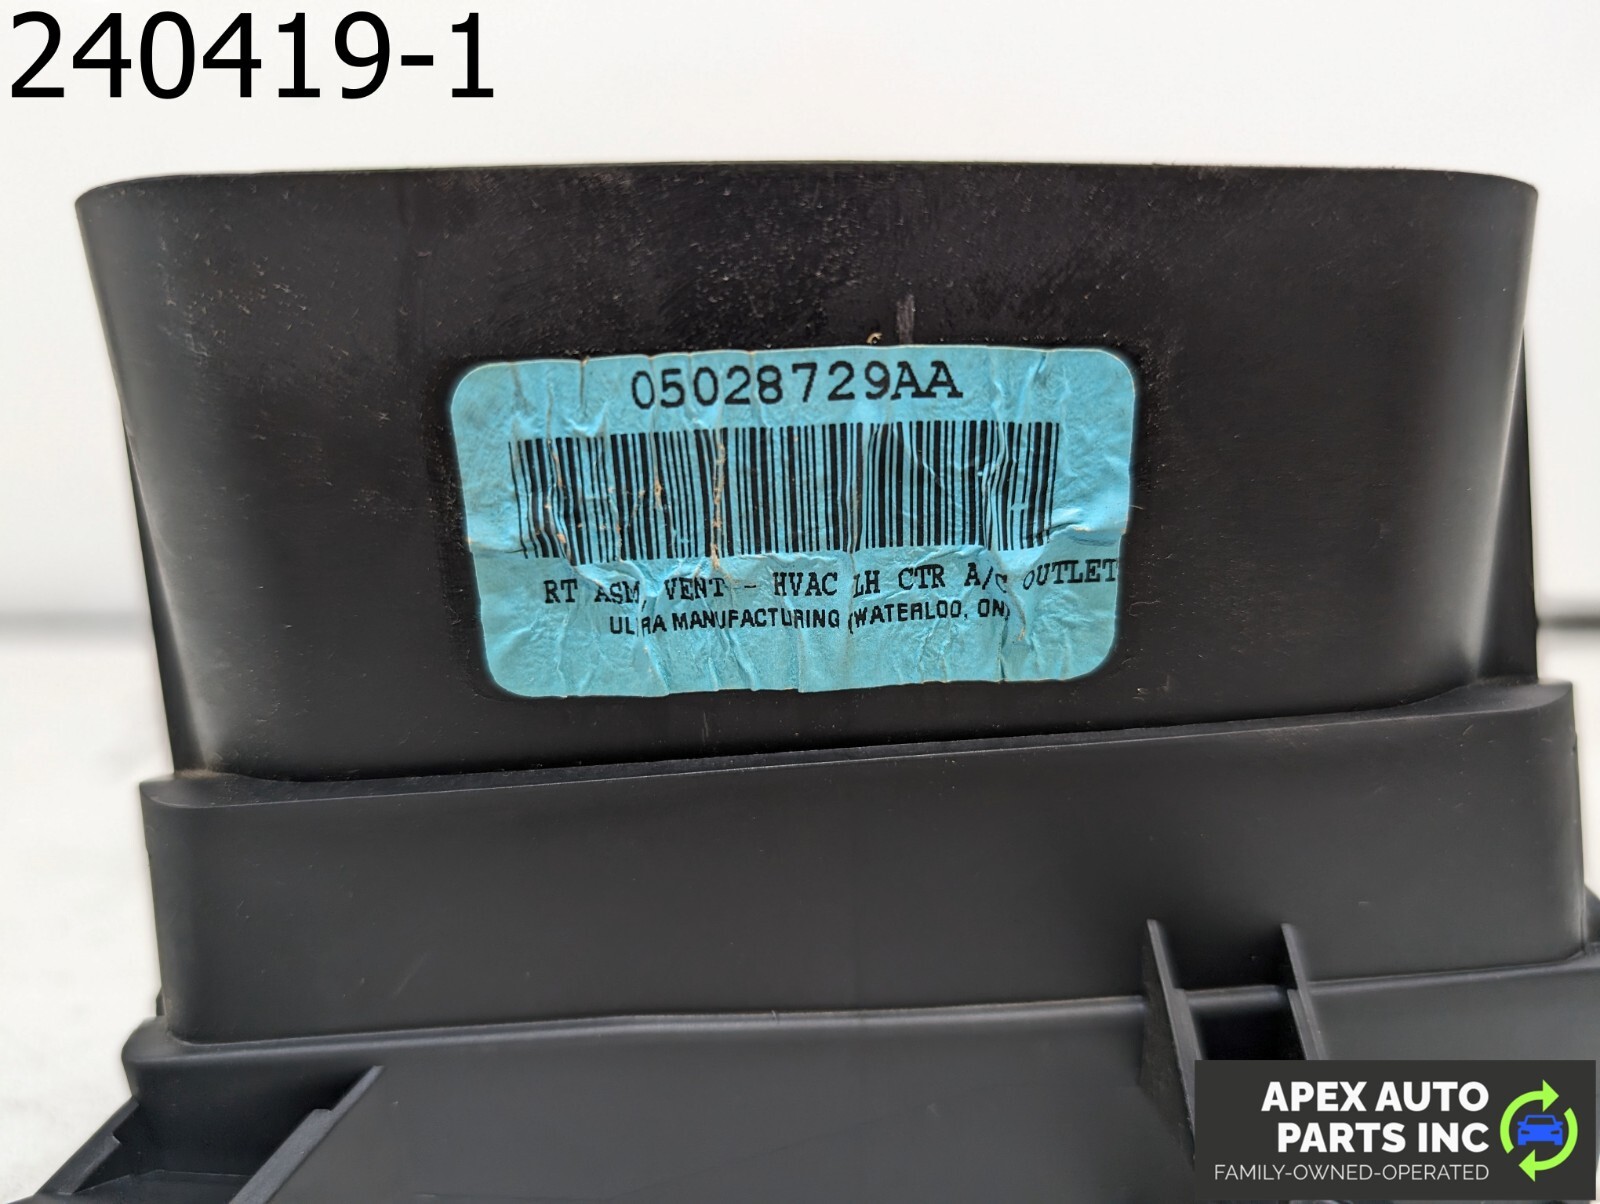 240419-1
05028729AA
RT ASM, VENT - HVAC LH CTR A/C OUTLET
ULTRA MANUFACTURING (WATERLOO, ON)
APEX AUTO
PARTS INC
FAMILY-OWNED-OPERATED